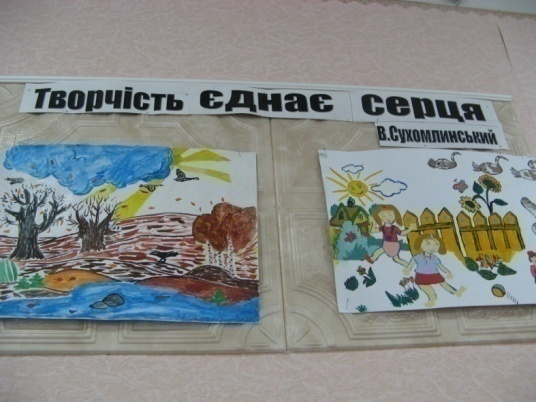 Творчість єднає серця
В.Сухомлинський